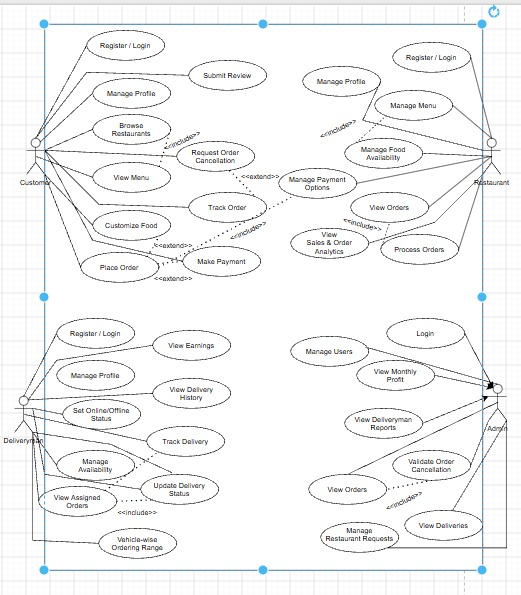 Register / Login
Submit Review
Manage Profile
Browse
Restaurants
<<include>>
Request Order
Cancellation
Customer
View Menu
<<extend>>
Track Order
Customize Food
<<include>>
<<extend>>
Place Order
Make Payment
<<extend>>
Register / Login
Manage Profile
Manage Menu
<<include>>
Manage Food
Availability
Manage Payment
Options
Restaurant
View Orders
<<include>>
View
Sales & Order
Analytics
Process Orders
Register / Login
View Earnings
Manage Profile
View Delivery
History
Set Online/Offline
Status
Deliveryman
Track Delivery
Manage
Availability
View Assigned
Orders
Update Delivery
Status
<<include>>
Vehicle-wise
Ordering Range
Login
Manage Users
View Monthly
Profit
View Deliveryman
Reports
Admin
Validate Order
Cancellation
View Orders
<<include>>
View Deliveries
Manage
Restaurant Requests